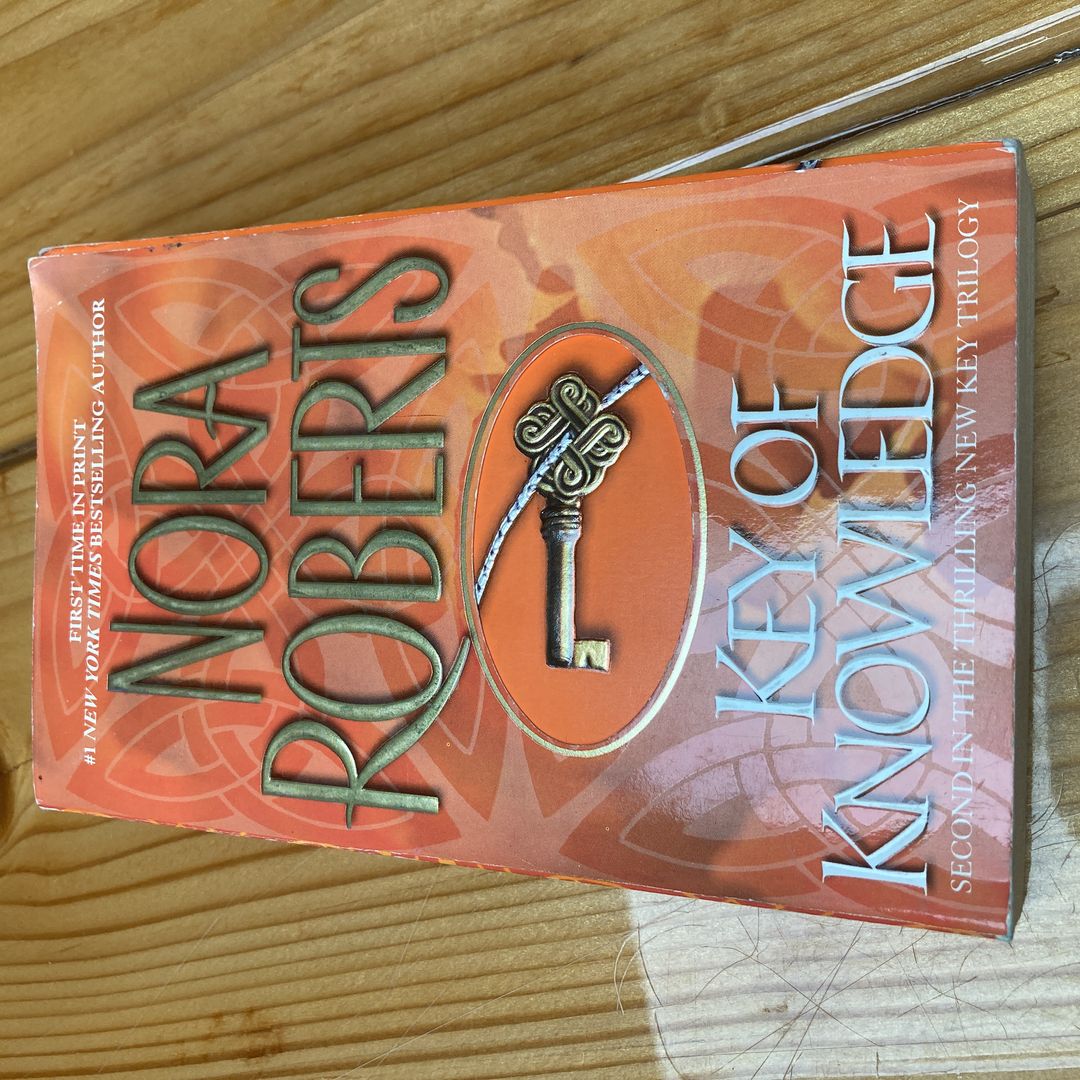 FIRST TIME IN PRINT
#1 NEW YORK TIMES BESTSELLING AUTHOR
NORA
ROBERTS
KEY OF
KNOWLEDGE
SECOND IN THE THRILLING NEW KEY TRILOGY